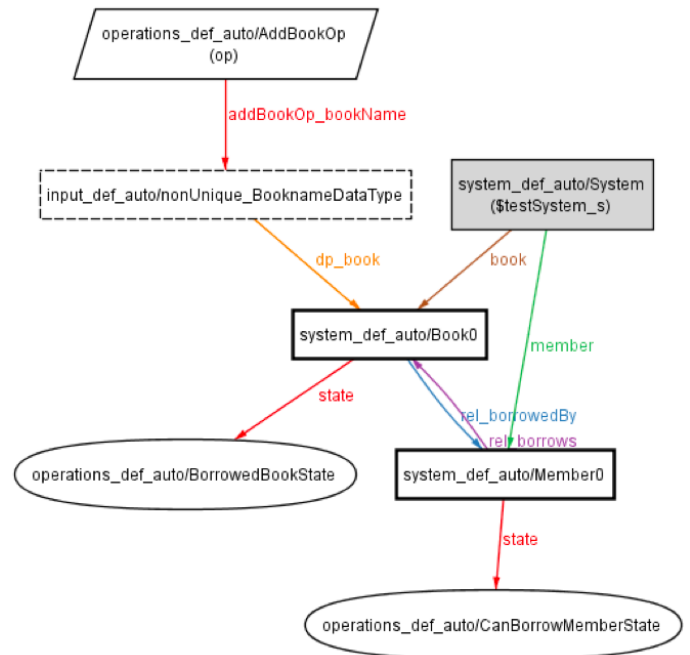 operations_def_auto/AddBookOp
(op)
addBookOp_bookName
input_def_auto/nonUnique_BooknameDataType
system_def_auto/System
($testSystem_s)
dp_book
book
system_def_auto/Book0
member
state
rel_borrowedBy
rel_borrows
operations_def_auto/BorrowedBookState
system_def_auto/Member0
state
operations_def_auto/CanBorrowMemberState